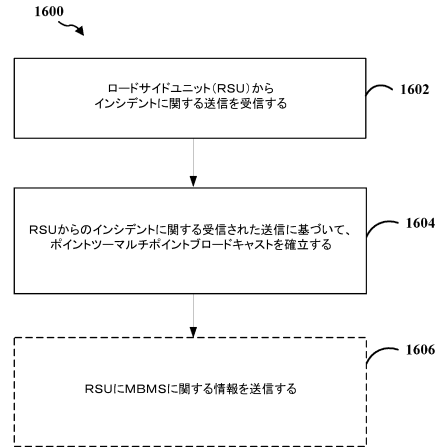 1600
ロードサイドユニット(RSU)から
インシデントに関する送信を受信する
1602
RSUからのインシデントに関する受信された送信に基づいて、
ポイントツーマルチポイントブロードキャストを確立する
1604
RSUにMBMSに関する情報を送信する
1606